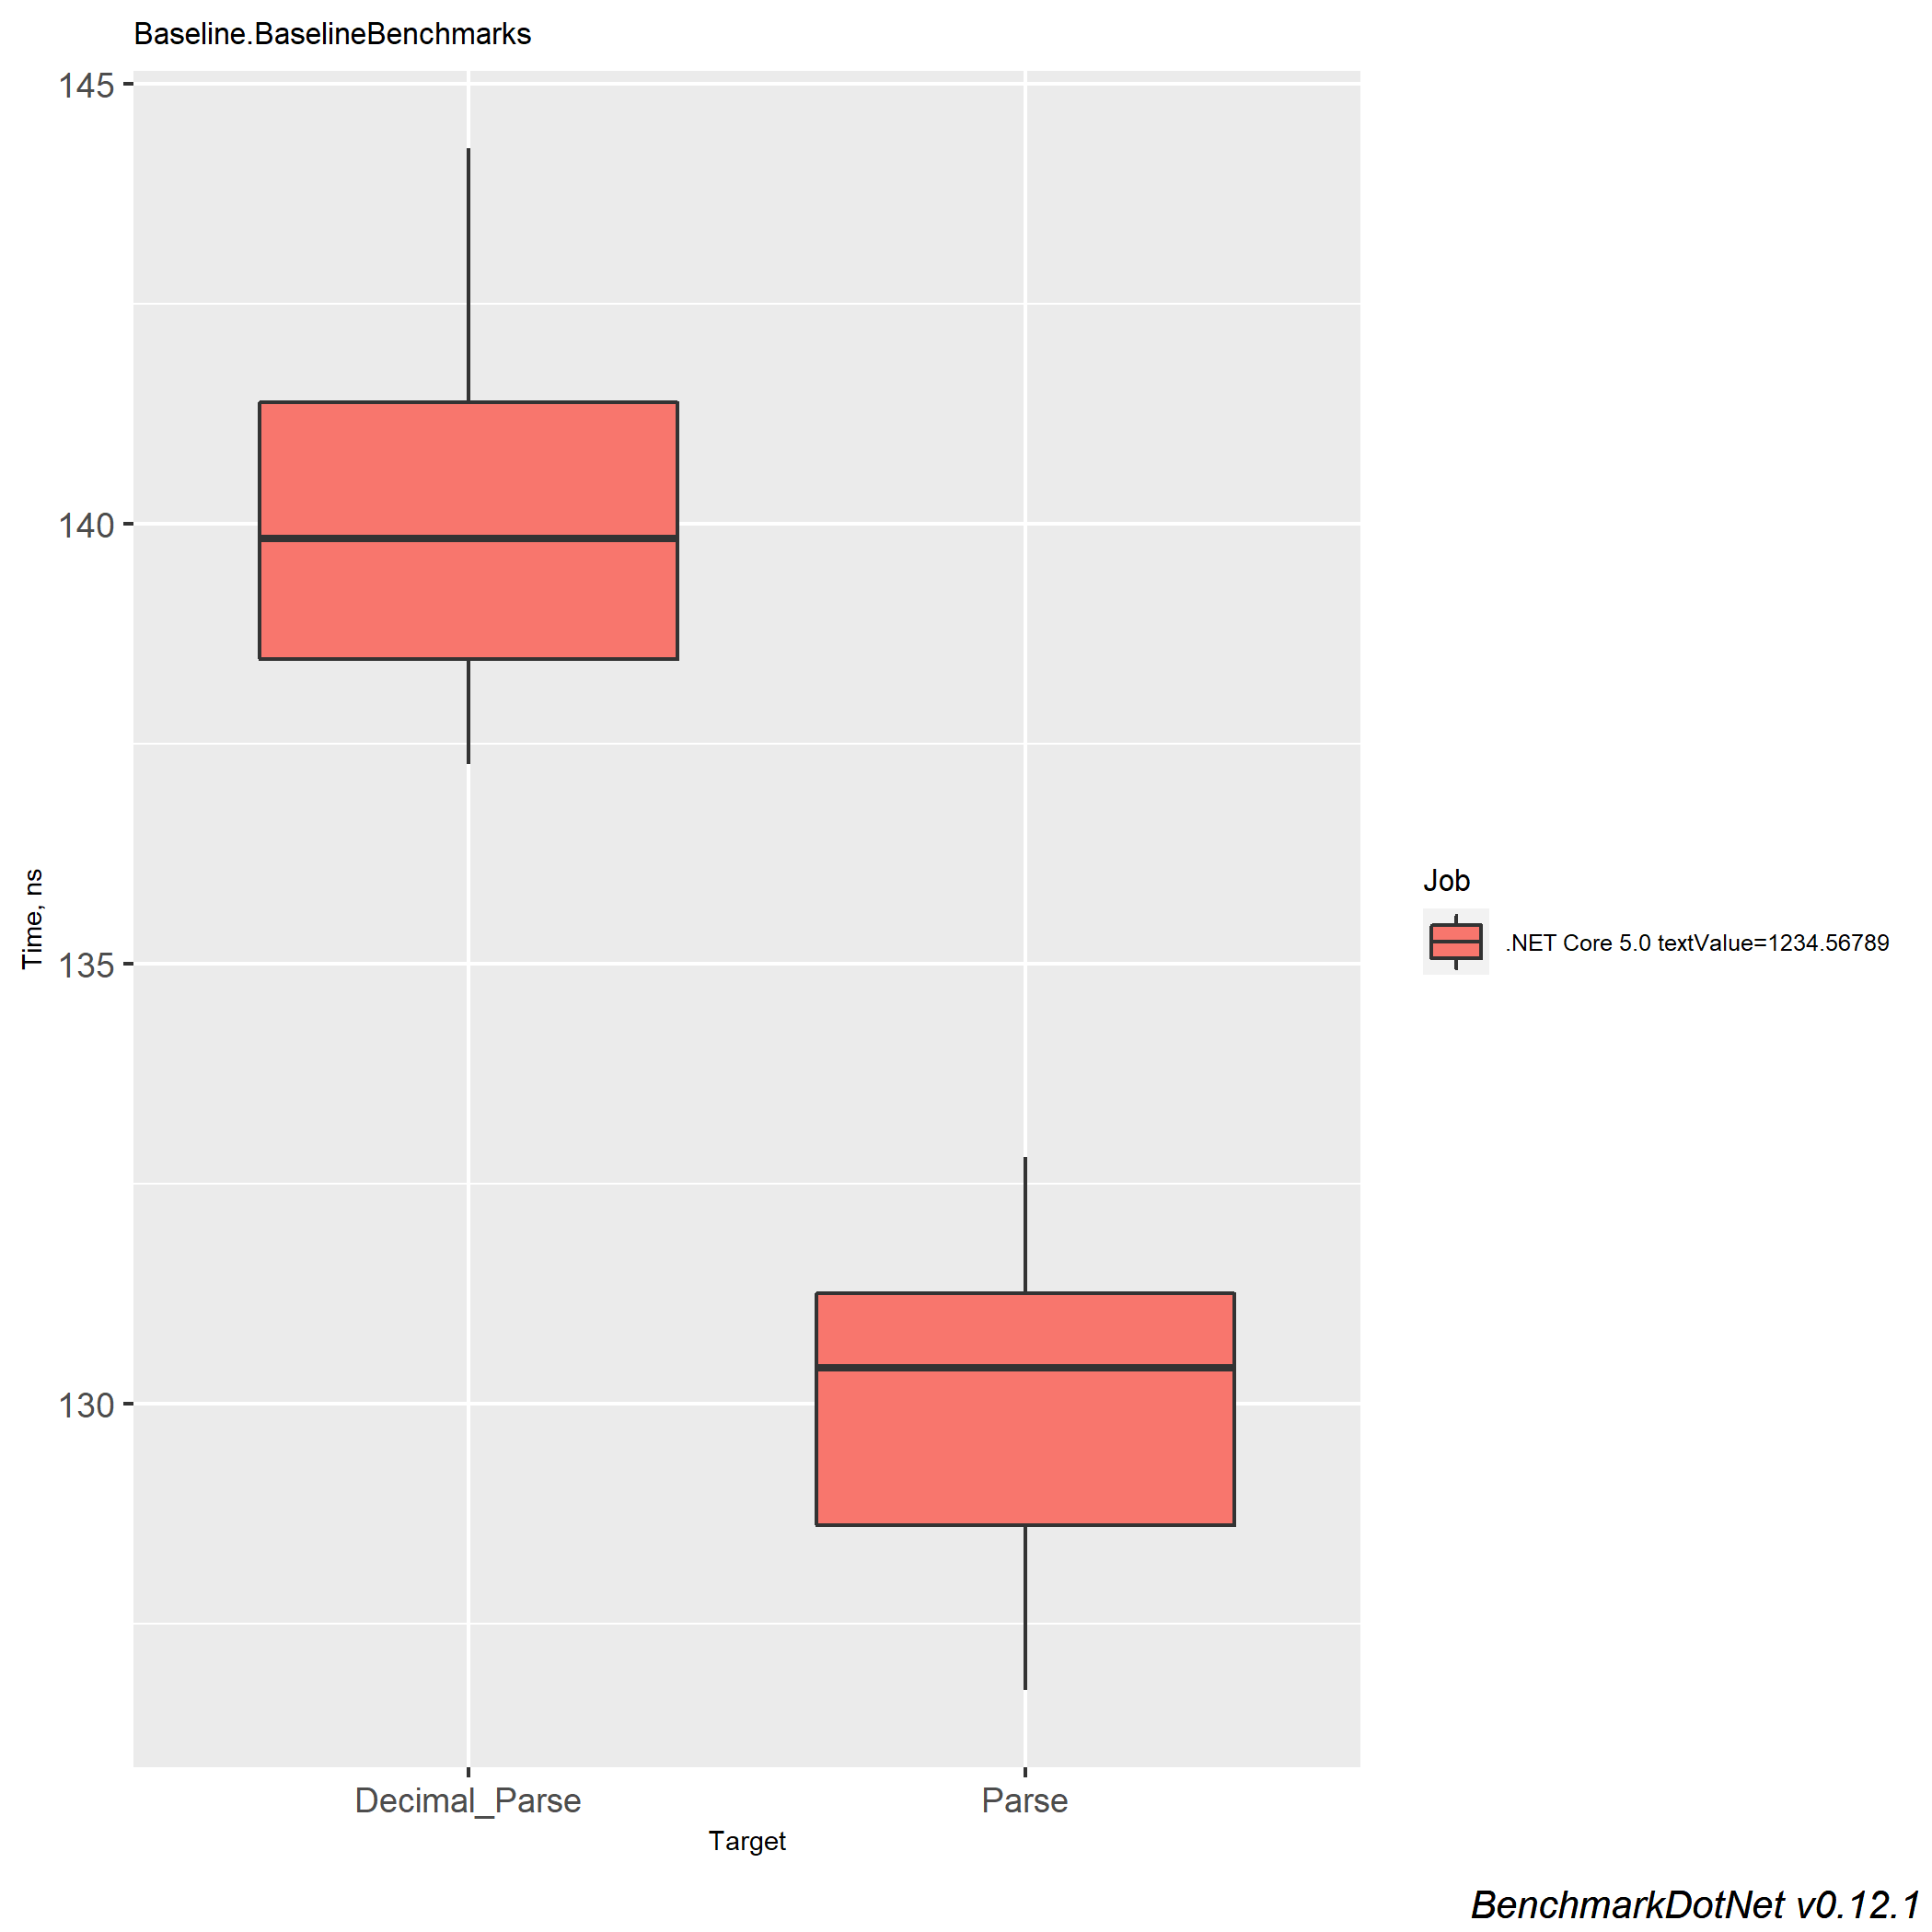 Baseline.BaselineBenchmarks
145
140
135
130
Time, ns
Decimal_Parse
Parse
Target
Job
.NET Core 5.0 textValue=1234.56789
BenchmarkDotNet v0.12.1